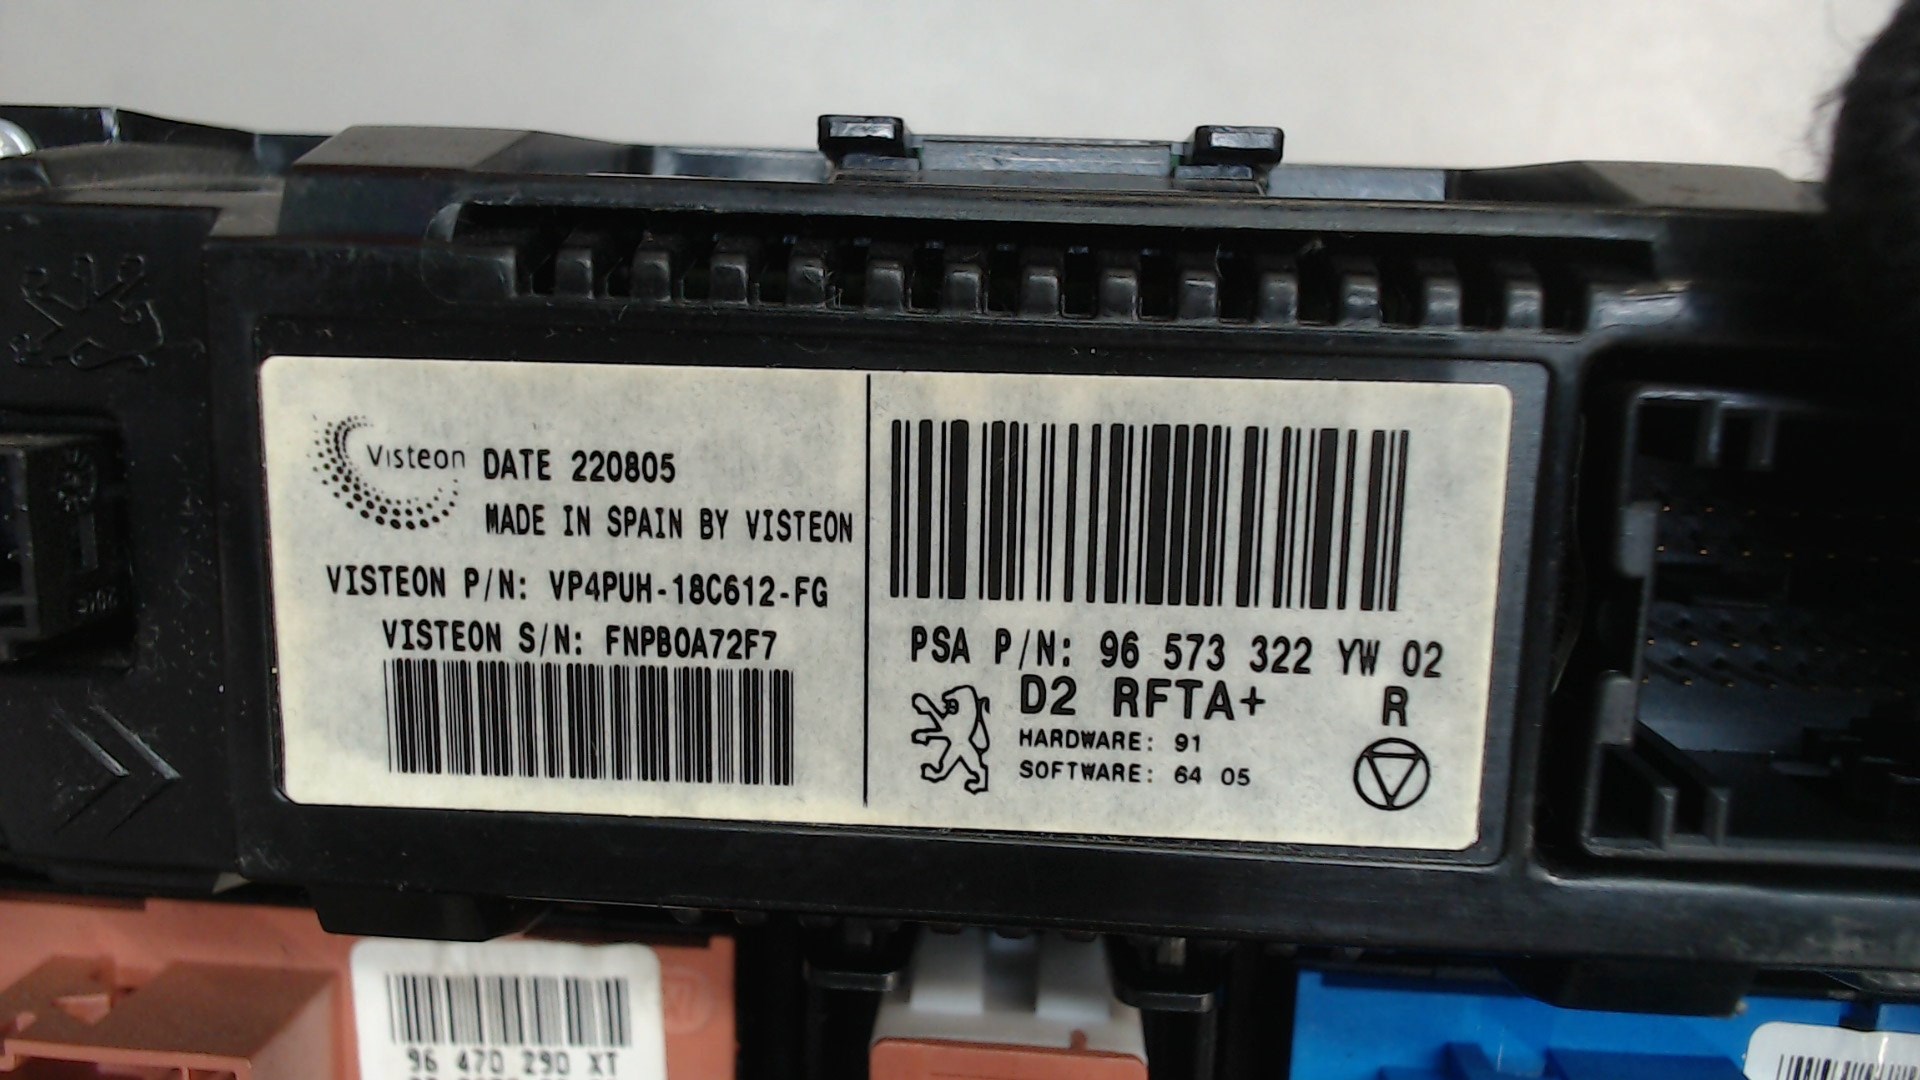 Visteon DATE 220805
MADE IN SPAIN BY VISTEON
VISTEON P/N: VP4PUH-18C612-FG
VISTEON S/N: FNPB0A72F7
PSA P/N: 96 573 322 YW 02
D2 RFTA+ R
HARDWARE: 91
SOFTWARE: 64 05
96 470 290 XT